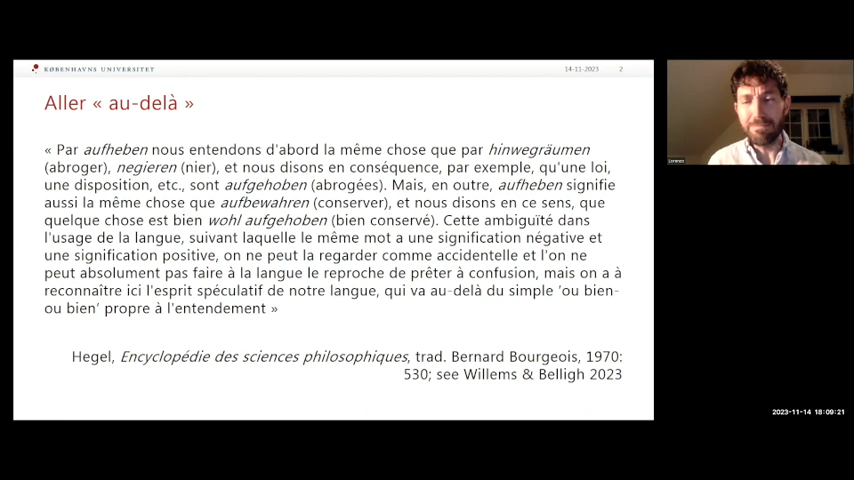 KØBENHAVNS UNIVERSITET
14-11-2023 2
Aller « au-delà »
« Par aufheben nous entendons d'abord la même chose que par hinwegräumen
(abroger), negieren (nier), et nous disons en conséquence, par exemple, qu'une loi,
une disposition, etc., sont aufgehoben (abrogées). Mais, en outre, aufheben signifie
aussi la même chose que aufbewahren (conserver), et nous disons en ce sens, que
quelque chose est bien wohl aufgehoben (bien conservé). Cette ambiguïté dans
l'usage de la langue, suivant laquelle le même mot a une signification négative et
une signification positive, on ne peut la regarder comme accidentelle et l'on ne
peut absolument pas faire à la langue le reproche de prêter à confusion, mais on a à
reconnaître ici l'esprit spéculatif de notre langue, qui va au-delà du simple ‘ou bien-
ou bien’ propre à l'entendement »
Hegel, Encyclopédie des sciences philosophiques, trad. Bernard Bourgeois, 1970:
530; see Willems & Belligh 2023
2023-11-14 18:09:21